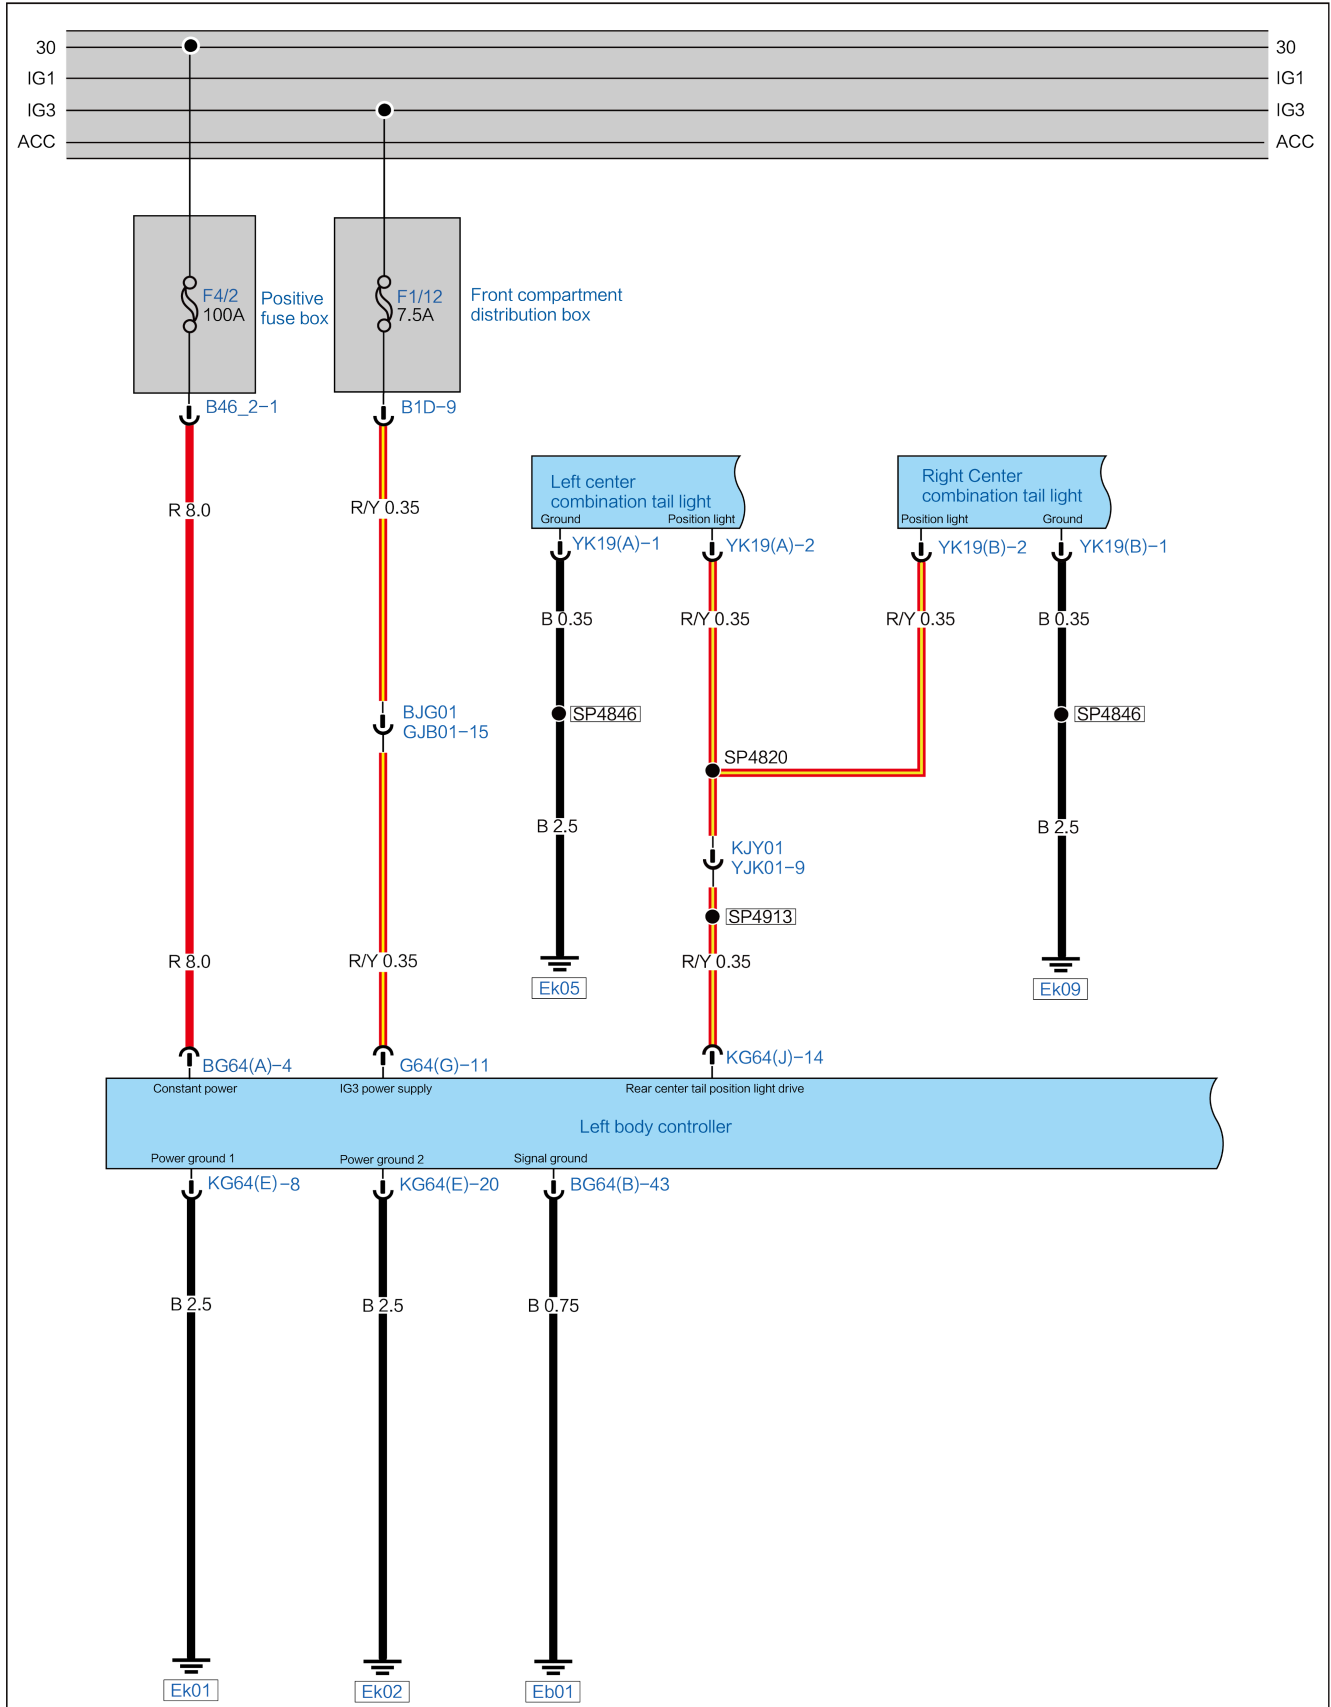 30
30
IG1
IG1
IG3
IG3
ACC
ACC
F4/2
100A
Positive
fuse box
F1/12
7.5A
Front compartment
distribution box
B46_2-1
B1D-9
R 8.0
R/Y 0.35
Left center
combination tail light
Ground
Position light
Right Center
combination tail light
Position light
Ground
YK19(A)-1
YK19(A)-2
YK19(B)-2
YK19(B)-1
B 0.35
R/Y 0.35
R/Y 0.35
B 0.35
BJG01
GJB01-15
SP4846
SP4846
SP4820
B 2.5
B 2.5
KJY01
YJK01-9
SP4913
R 8.0
R/Y 0.35
R/Y 0.35
Ek05
Ek09
BG64(A)-4
G64(G)-11
KG64(J)-14
Constant power
IG3 power supply
Rear center tail position light drive
Left body controller
Power ground 1
Power ground 2
Signal ground
KG64(E)-8
KG64(E)-20
BG64(B)-43
B 2.5
B 2.5
B 0.75
Ek01
Ek02
Eb01